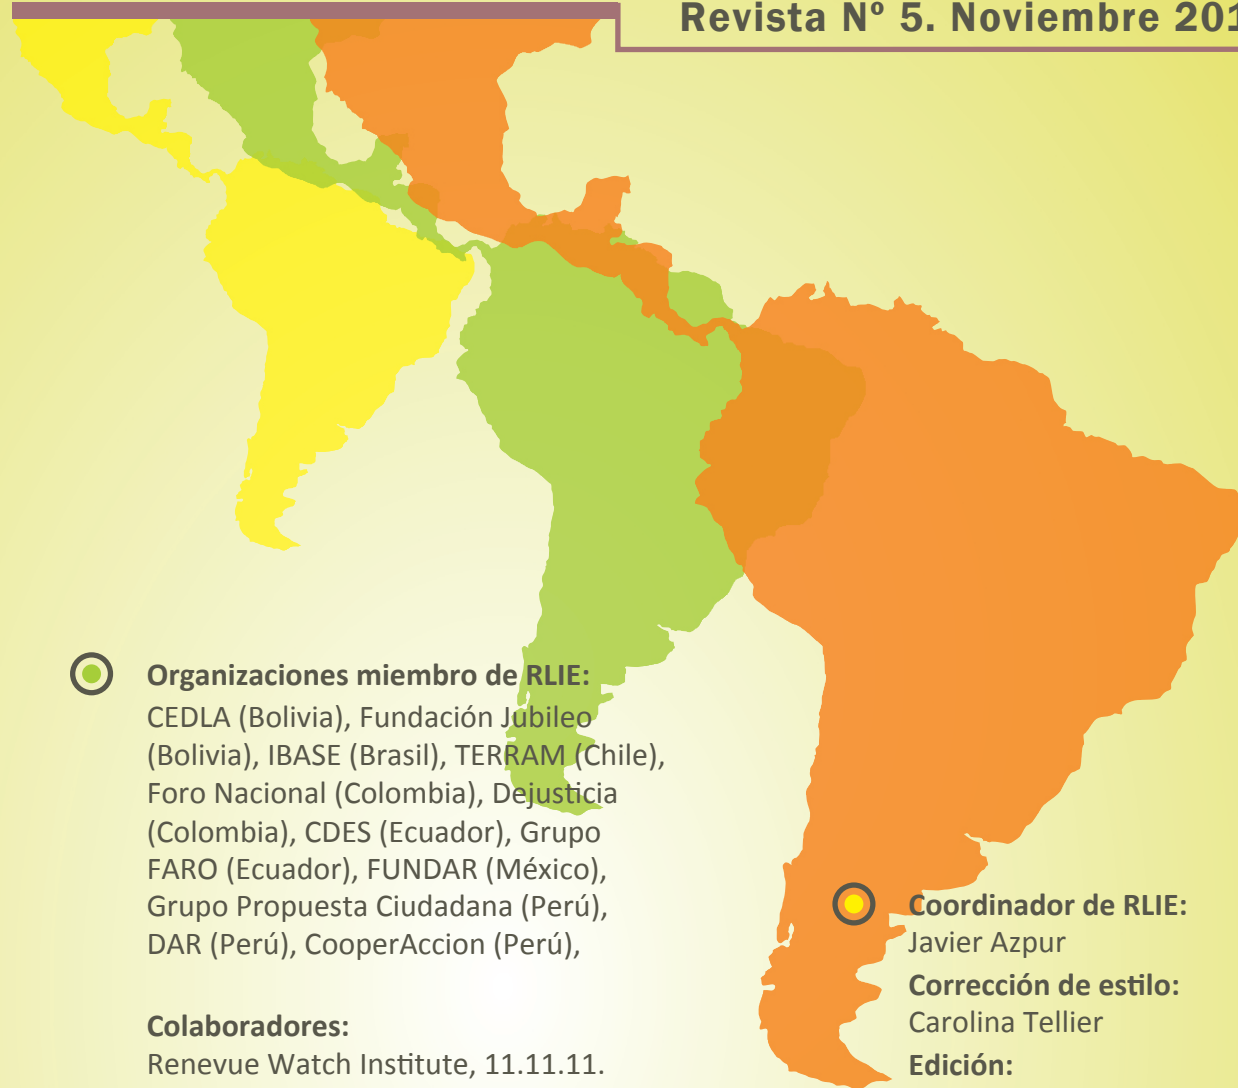 Revista Nº 5. Noviembre 201
Organizaciones miembro de RLIE:
CEDLA (Bolivia), Fundación Jubileo
(Bolivia), IBASE (Brasil), TERRAM (Chile),
Foro Nacional (Colombia), Dejusticia
(Colombia), CDES (Ecuador), Grupo
FARO (Ecuador), FUNDAR (México),
Grupo Propuesta Ciudadana (Perú),
DAR (Perú), CooperAccion (Perú),
Colaboradores:
Renevue Watch Institute, 11.11.11.
Coordinador de RLIE:
Javier Azpur
Corrección de estilo:
Carolina Tellier
Edición: